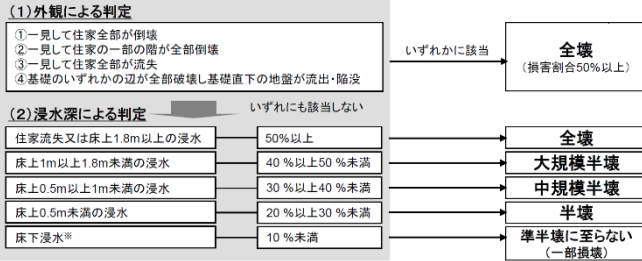 (1)外観による判定
①一見して住家全部が倒壊
②一見して住家の一部の階が全部倒壊
③一見して住家全部が流失
④基礎のいずれかの辺が全部破壊し基礎直下の地盤が流出・陥没
いずれかに該当
全壊
(損害割合50%以上)
(2)浸水深による判定
いずれにも該当しない
住家流失又は床上1.8m以上の浸水 50%以上 全壊
床上1m以上1.8m未満の浸水 40 %以上50 %未満 大規模半壊
床上0.5m以上1m未満の浸水 30 %以上40 %未満 中規模半壊
床上0.5m未満の浸水 20 %以上30 %未満 半壊
床下浸水※ 10 %未満 準半壊に至らない
(一部損壊)